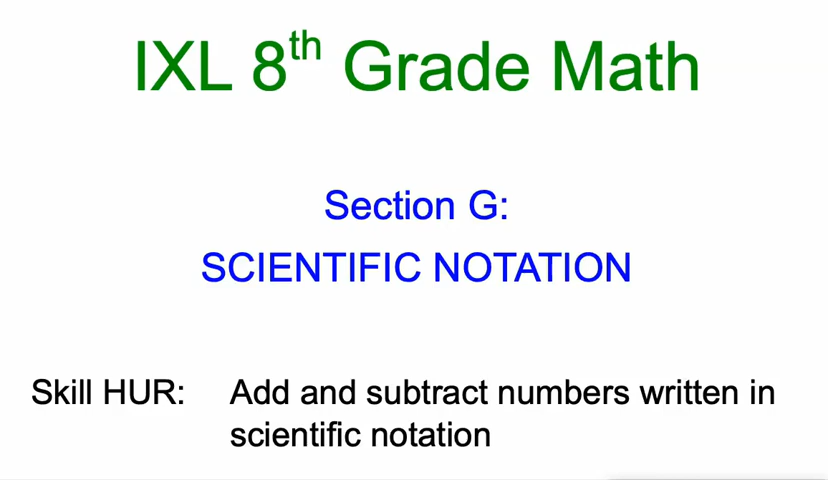 IXL 8th Grade Math
Section G:
SCIENTIFIC NOTATION
Skill HUR: Add and subtract numbers written in
scientific notation